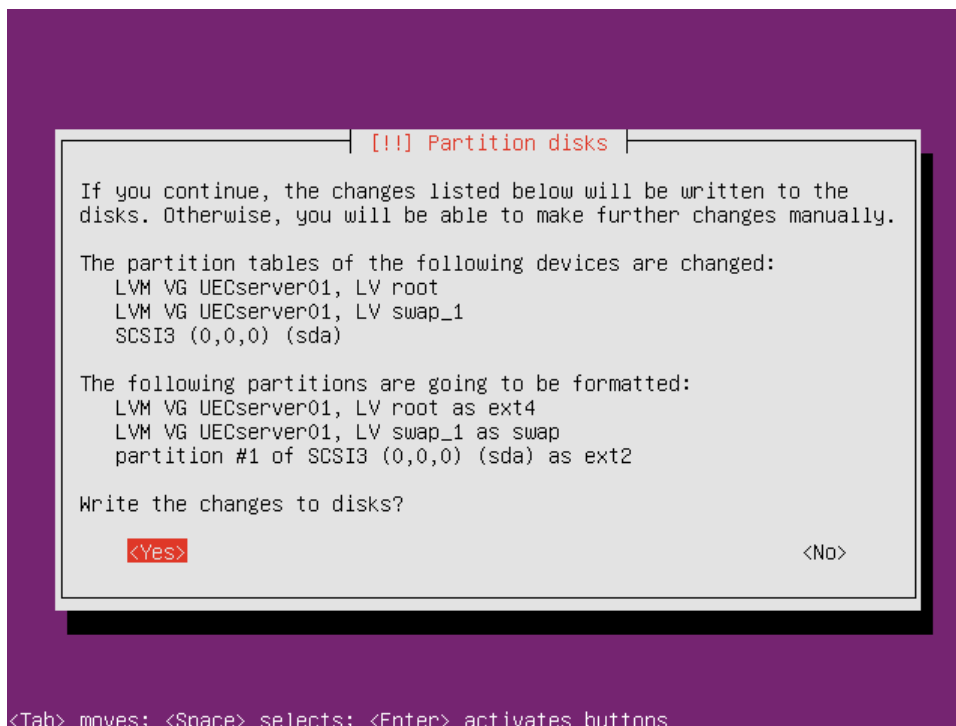 [!!] Partition disks
If you continue, the changes listed below will be written to the
disks. Otherwise, you will be able to make further changes manually.
The partition tables of the following devices are changed:
LVM VG UECserver01, LV root
LVM VG UECserver01, LV swap_1
SCSI3 (0,0,0) (sda)
The following partitions are going to be formatted:
LVM VG UECserver01, LV root as ext4
LVM VG UECserver01, LV swap_1 as swap
partition #1 of SCSI3 (0,0,0) (sda) as ext2
Write the changes to disks?
<Yes> <No>
<Tab> moves; <Space> selects; <Enter> activates buttons